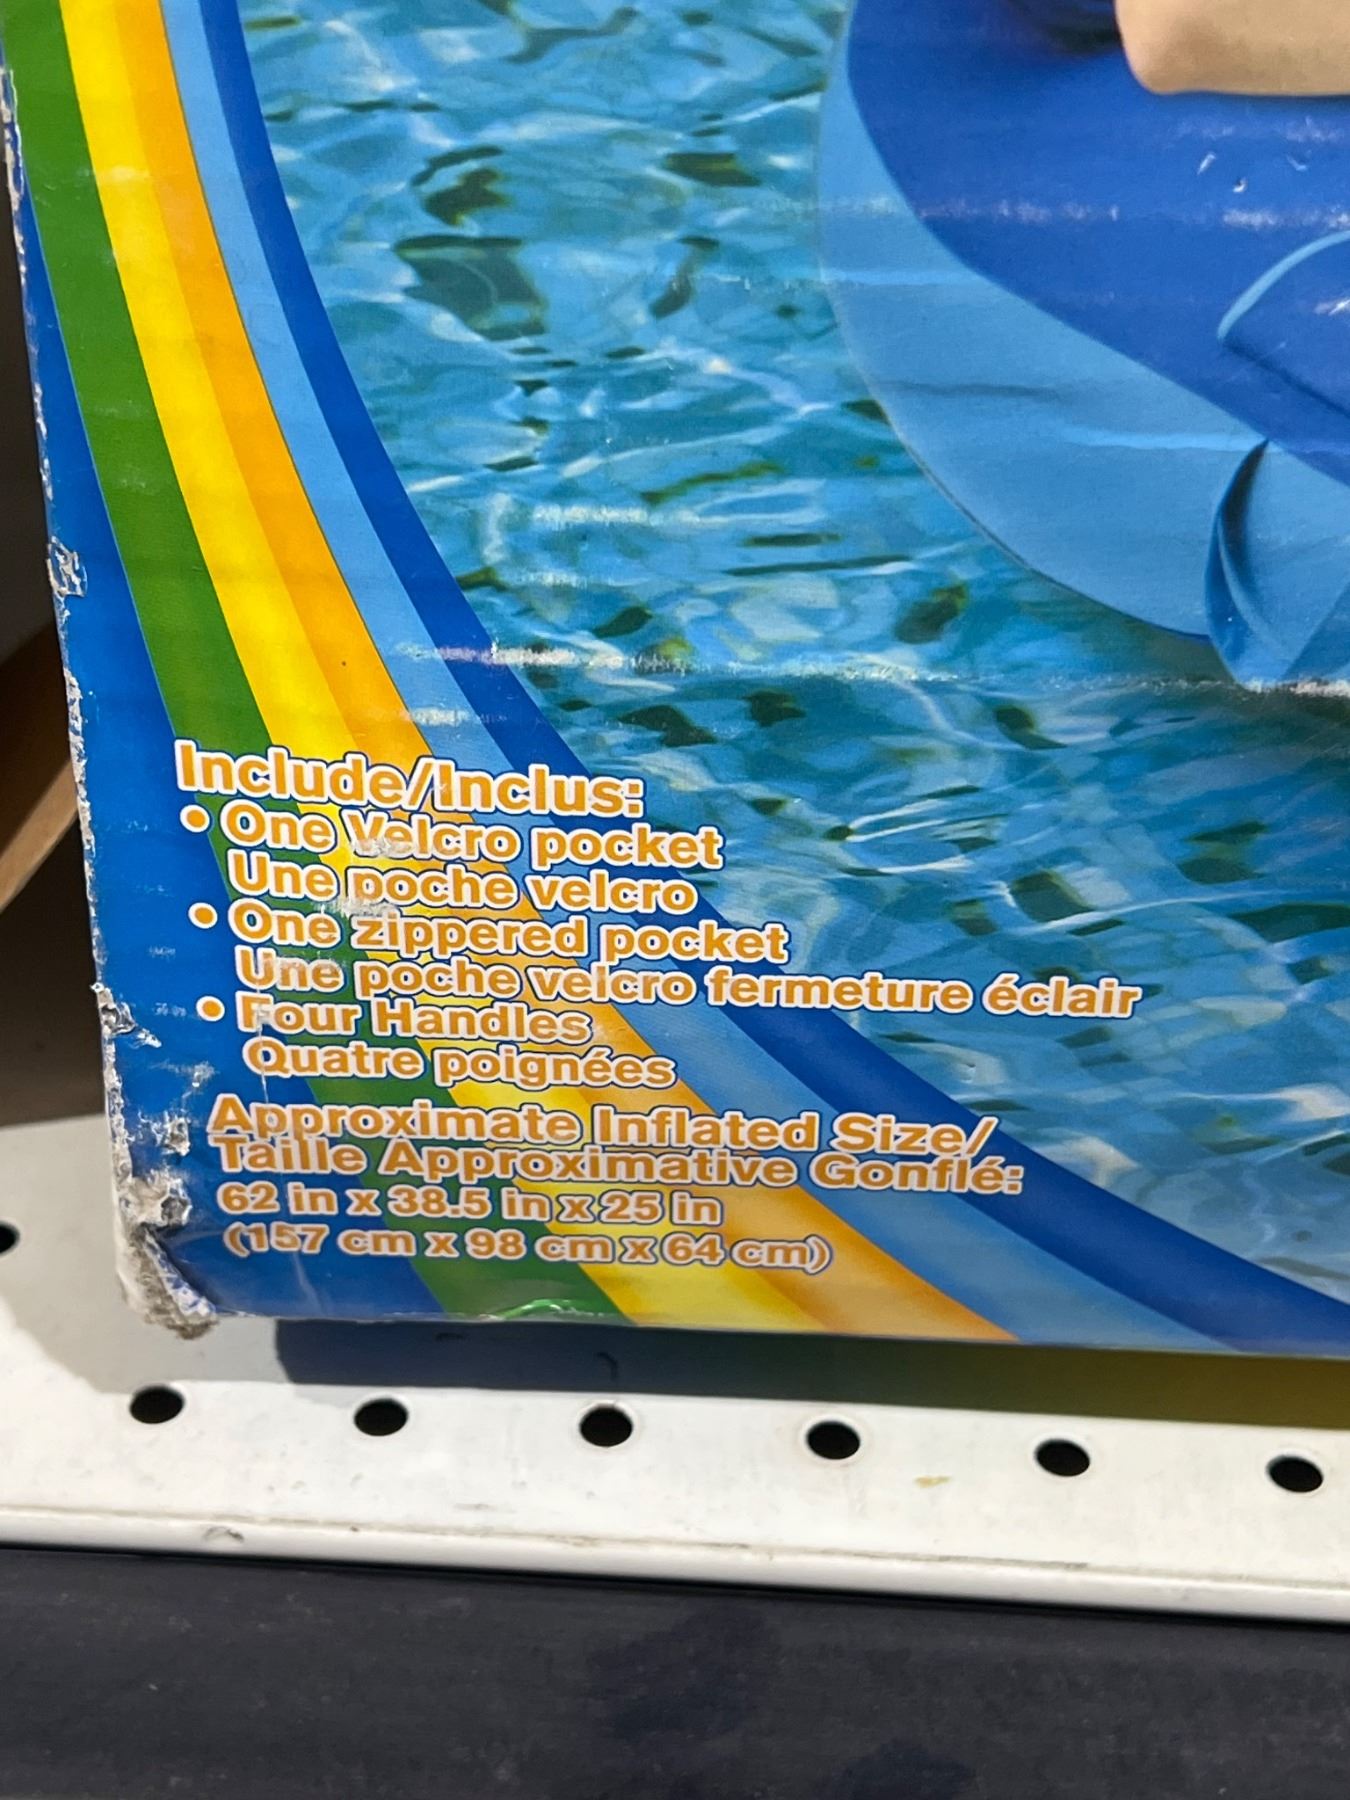 Include/Inclus:
• One Velcro pocket
Une poche velcro
• One zippered pocket
Une poche velcro fermeture éclair
• Four Handles
Quatre poignées
Approximate Inflated Size/
Taille Approximative Gonflé:
62 in x 38.5 in x 25 in
(157 cm x 98 cm x 64 cm)